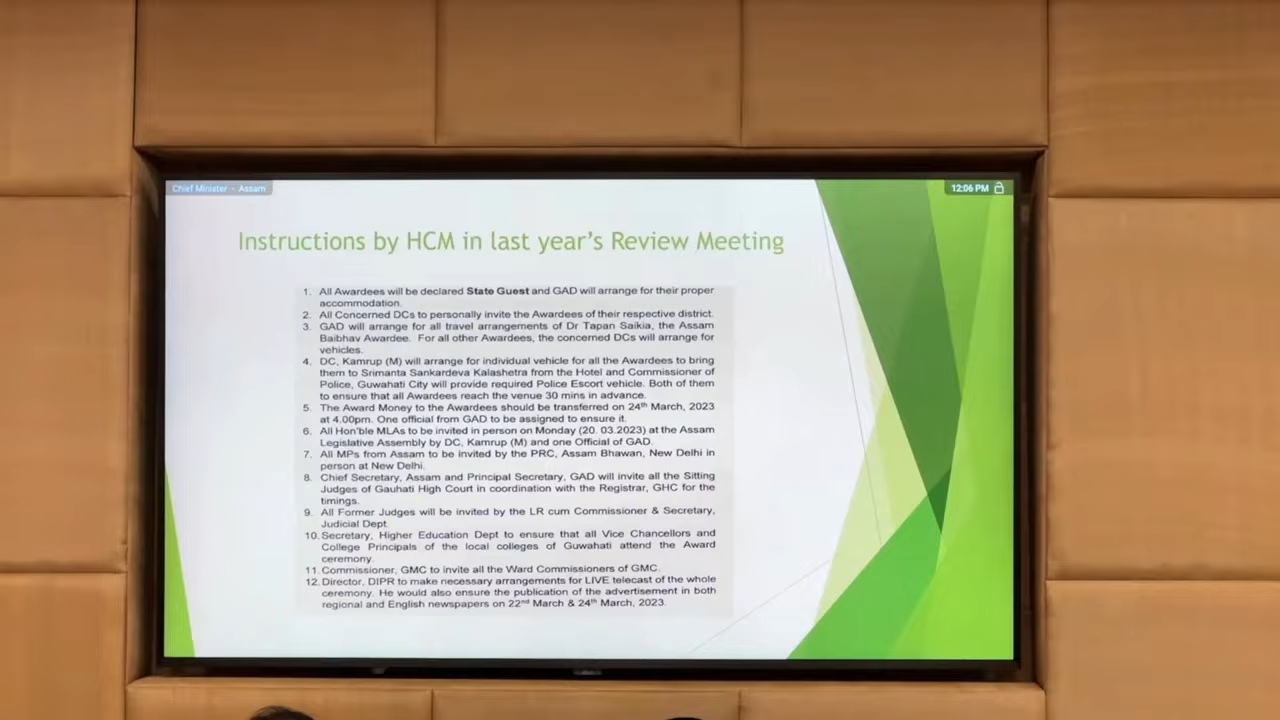 Chief Minister - Assam
12:06 PM
Instructions by HCM in last year's Review Meeting
1. All Awardees will be declared State Guest and GAD will arrange for their proper
accommodation.
2. All Concerned DCs to personally invite the Awardees of their respective district.
3. GAD will arrange for all travel arrangements of Dr Tapan Saikia, the Assam
Baibhav Awardee. For all other Awardees, the concerned DCs will arrange for
vehicles.
4. DC, Kamrup (M) will arrange for individual vehicle for all the Awardees to bring
them to Srimanta Sankardeva Kalashetra from the Hotel and Commissioner of
Police, Guwahati City will provide required Police Escort vehicle. Both of them
to ensure that all Awardees reach the venue 30 mins in advance.
5. The Award Money to the Awardees should be transferred on 24th March, 2023
at 4.00pm. One official from GAD to be assigned to ensure it.
6. All Hon'ble MLAs to be invited in person on Monday (20. 03.2023) at the Assam
Legislative Assembly by DC, Kamrup (M) and one Official of GAD.
7. All MPs from Assam to be invited by the PRC, Assam Bhawan, New Delhi in
person at New Delhi.
8. Chief Secretary, Assam and Principal Secretary, GAD will invite all the Sitting
Judges of Gauhati High Court in coordination with the Registrar, GHC for the
timings.
9. All Former Judges will be invited by the LR cum Commissioner & Secretary,
Judicial Dept
10. Secretary, Higher Education Dept to ensure that all Vice Chancellors and
College Principals of the local colleges of Guwahati attend the Award
ceremony.
11. Commissioner, GMC to invite all the Ward Commissioners of GMC.
12. Director, DIPR to make necessary arrangements for LIVE telecast of the whole
ceremony. He would also ensure the publication of the advertisement in both
regional and English newspapers on 22nd March & 24th March, 2023.